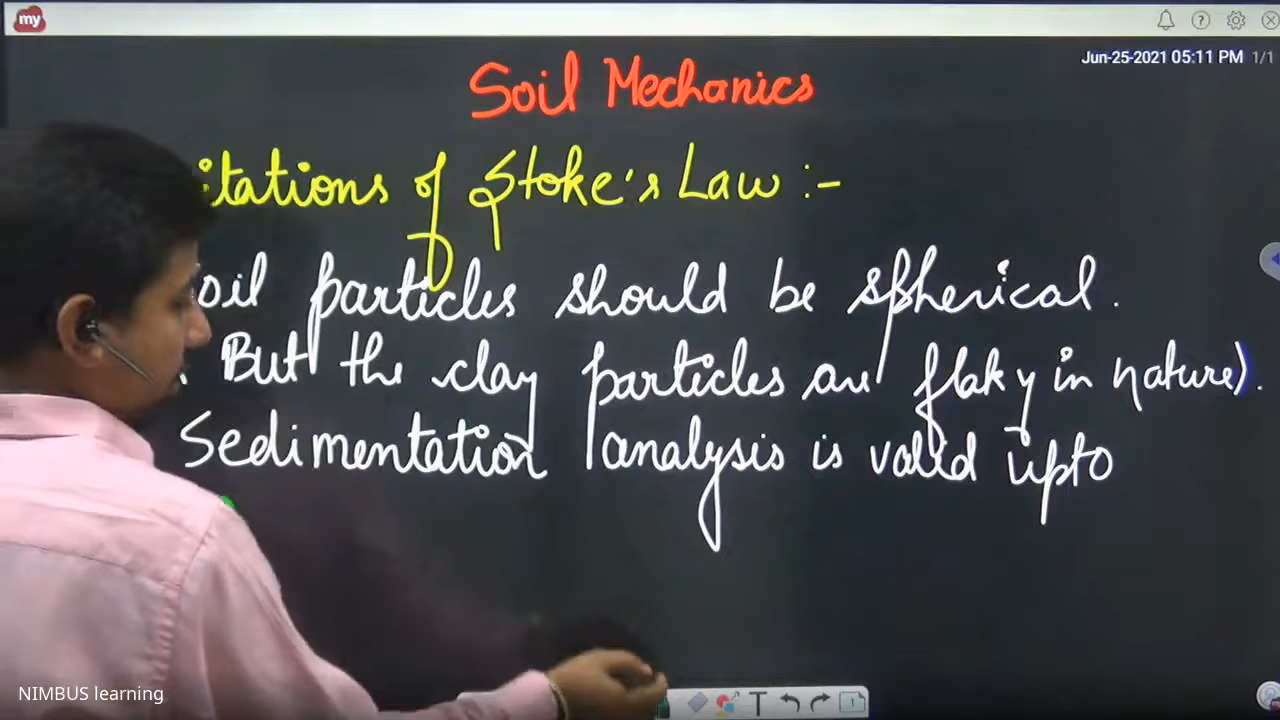 my
Jun-25-2021 05:11 PM 1/1
Soil Mechanics
itations of Stoke's Law :-
oil particles should be spherical.
But the clay particles are flaky in nature).
Sedimentation analysis is valid upto
T
1
NIMBUS learning